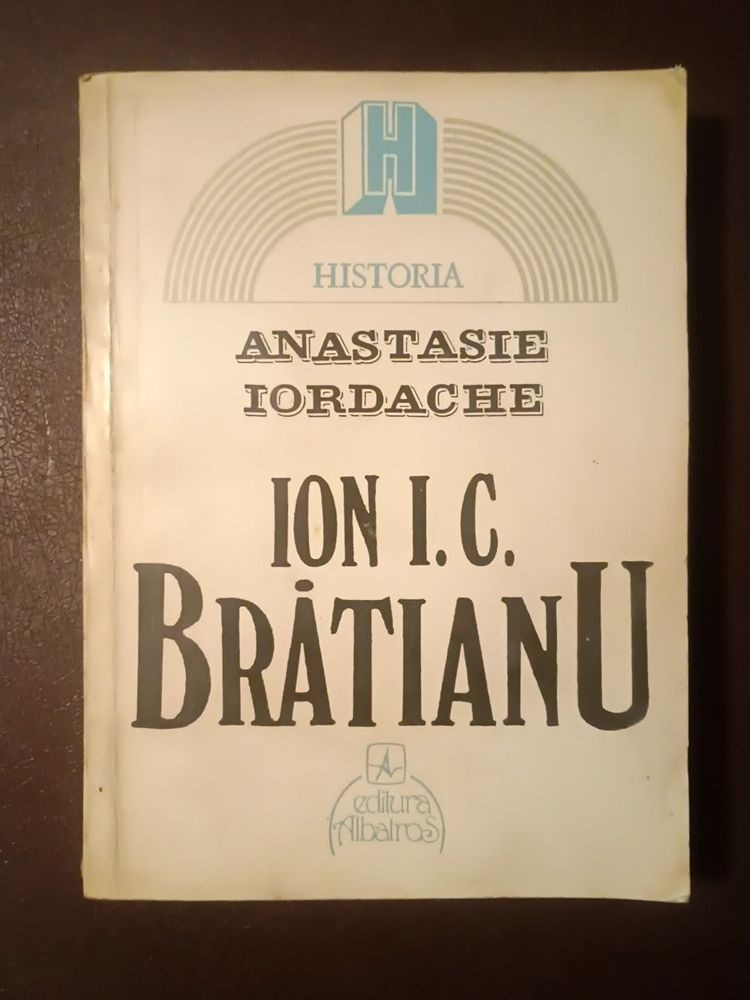 H
HISTORIA
ANASTASIE
IORDACHE
ION I. C.
BRĂTIANU
editura
Albatros